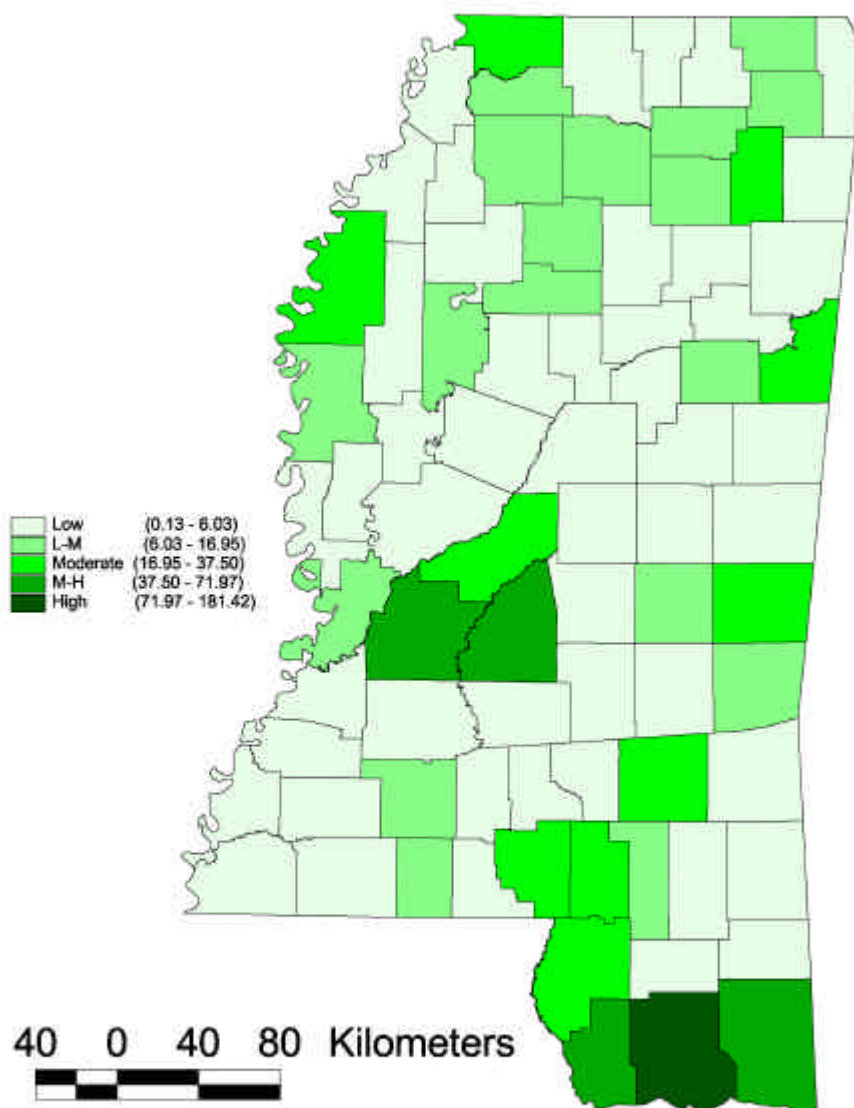 Low (0.13 - 6.03)
L-M (6.03 - 16.95)
Moderate (16.95 - 37.50)
M-H (37.50 - 71.97)
High (71.97 - 181.42)
40 0 40 80 Kilometers